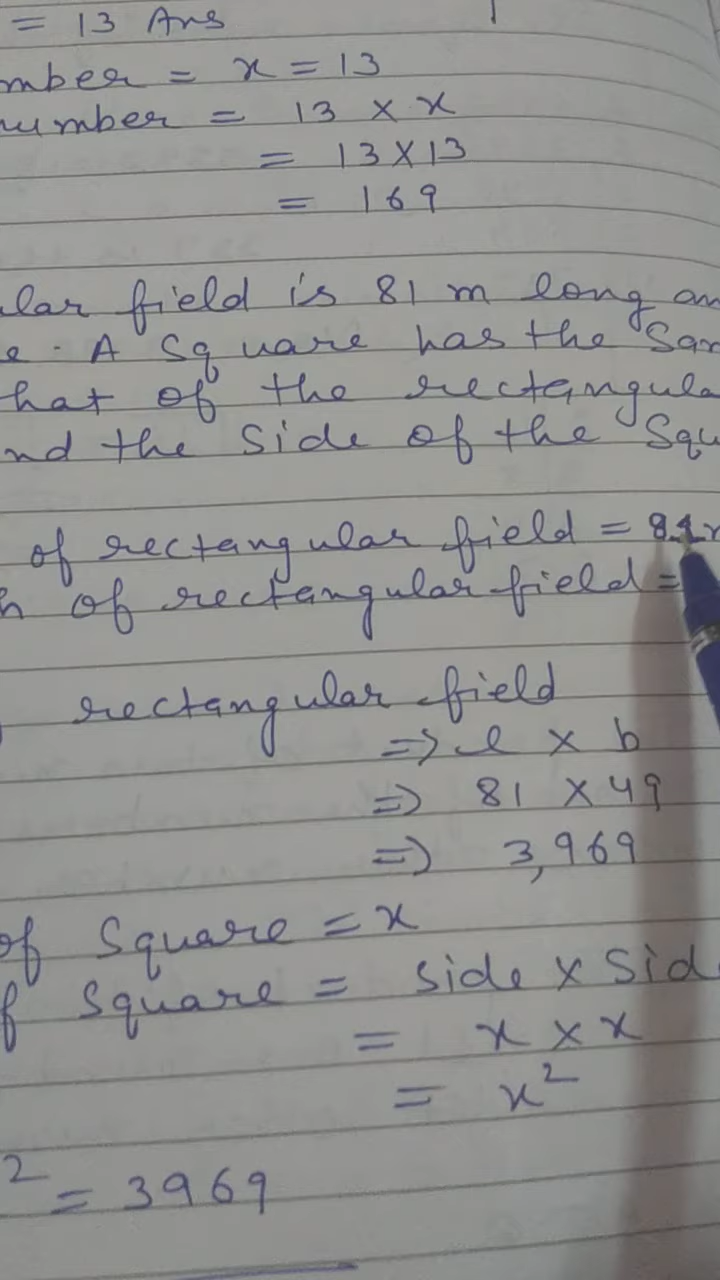 = 13 Ans
mber = x = 13
number = 13 × x
= 13×13
= 169
lar field is 81 m long an
e. A Square has the Sam
hat of the rectangula
nd the Side of the Squ
of rectangular field = 81
h of rectangular field =
rectangular field
=> l × b
=> 81 × 49
=> 3,969
of Square = x
f Square = side × Sid
= x × x
= x²
² = 3969